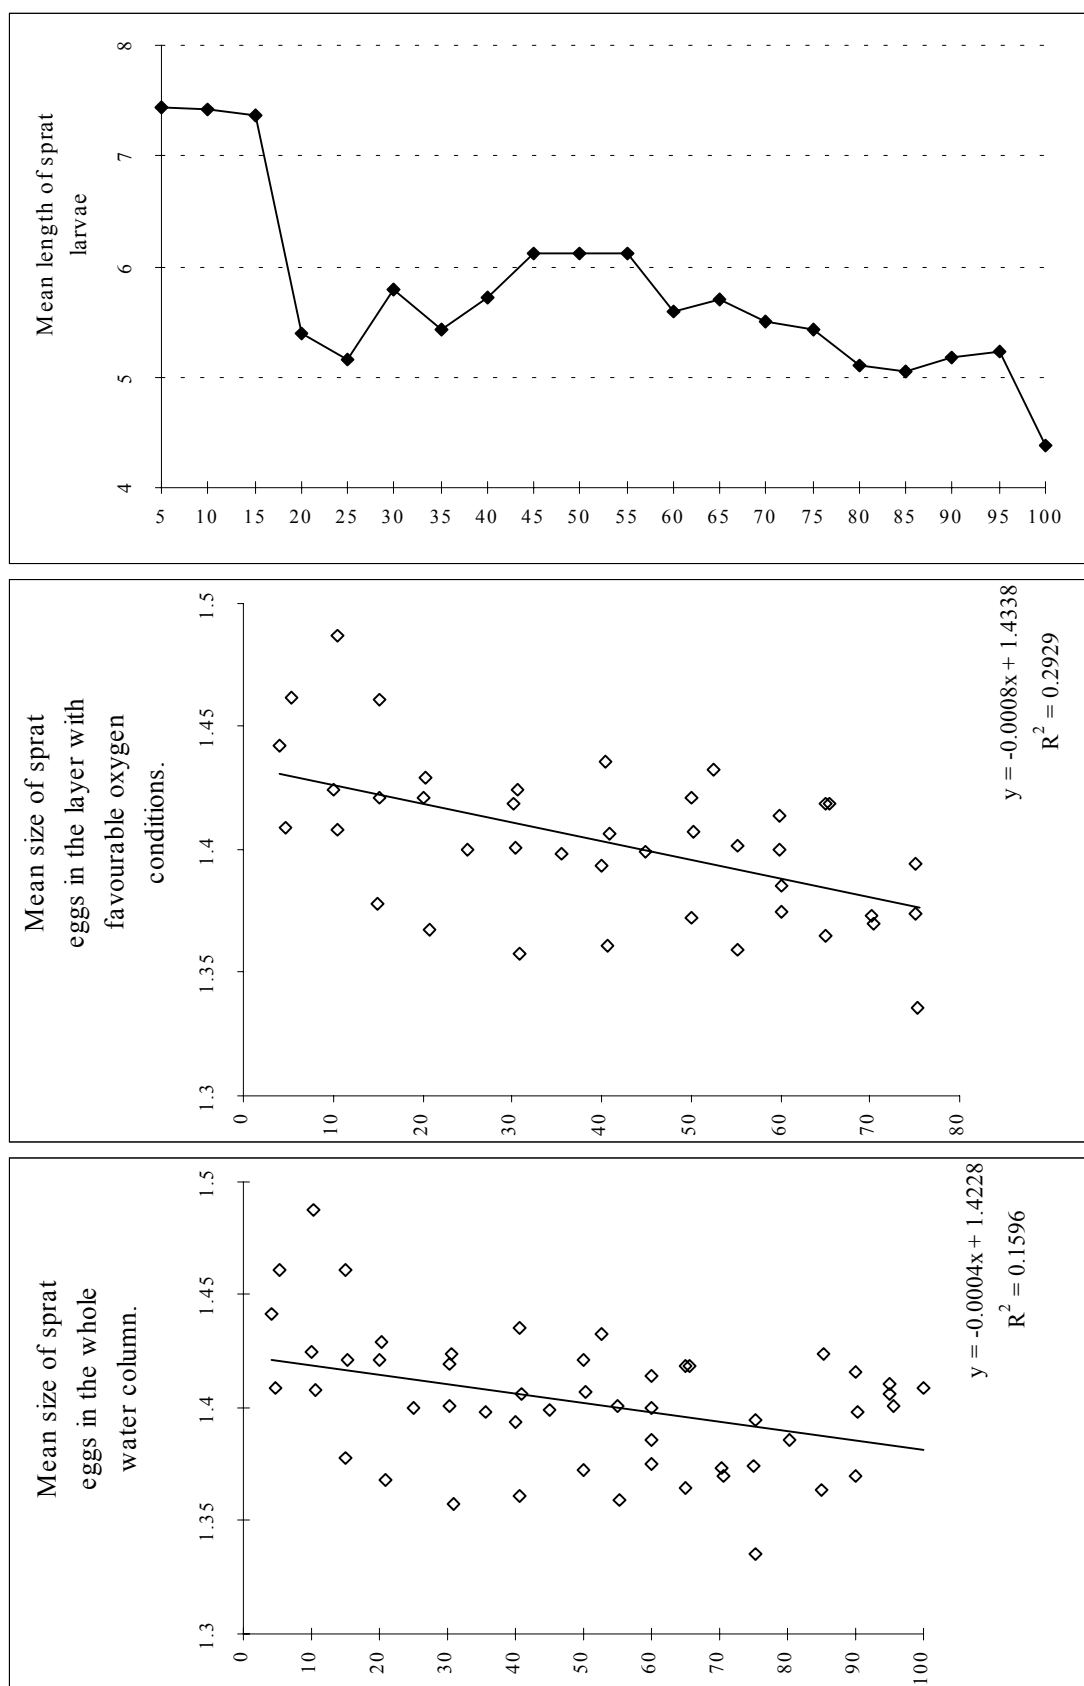 Mean length of sprat
larvae
8
7
6
5
4
5 10 15 20 25 30 35 40 45 50 55 60 65 70 75 80 85 90 95 100
Mean size of sprat
eggs in the layer with
favourable oxygen
conditions.
1.5
1.45
1.4
1.35
1.3
0 10 20 30 40 50 60 70 80
y = -0.0008x + 1.4338
R² = 0.2929
Mean size of sprat
eggs in the whole
water column.
1.5
1.45
1.4
1.35
1.3
0 10 20 30 40 50 60 70 80 90 100
y = -0.0004x + 1.4228
R² = 0.1596